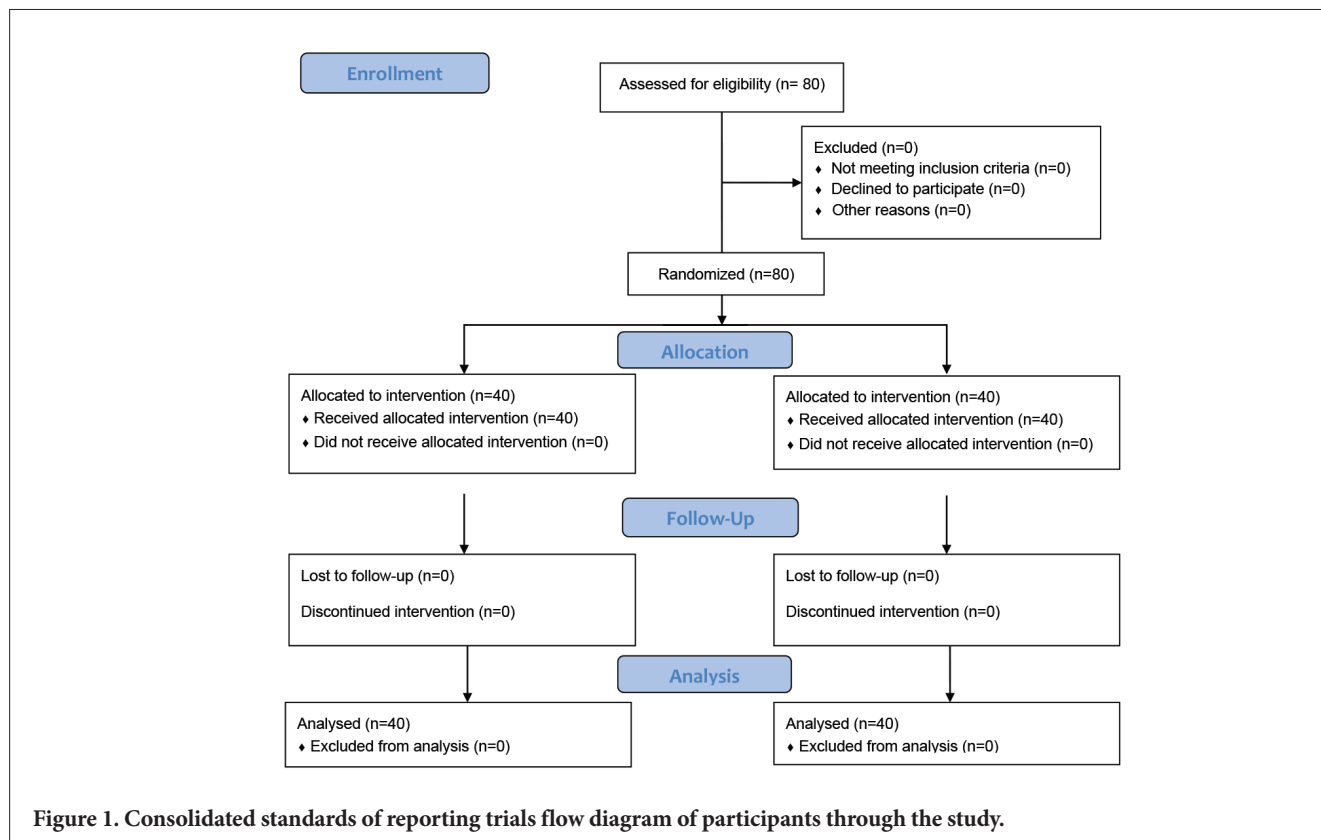 Enrollment
Assessed for eligibility (n= 80)
Excluded (n=0)
♦ Not meeting inclusion criteria (n=0)
♦ Declined to participate (n=0)
♦ Other reasons (n=0)
Randomized (n=80)
Allocation
Allocated to intervention (n=40)
♦ Received allocated intervention (n=40)
♦ Did not receive allocated intervention (n=0)
Allocated to intervention (n=40)
♦ Received allocated intervention (n=40)
♦ Did not receive allocated intervention (n=0)
Follow-Up
Lost to follow-up (n=0)
Discontinued intervention (n=0)
Lost to follow-up (n=0)
Discontinued intervention (n=0)
Analysis
Analysed (n=40)
♦ Excluded from analysis (n=0)
Analysed (n=40)
♦ Excluded from analysis (n=0)
Figure 1. Consolidated standards of reporting trials flow diagram of participants through the study.